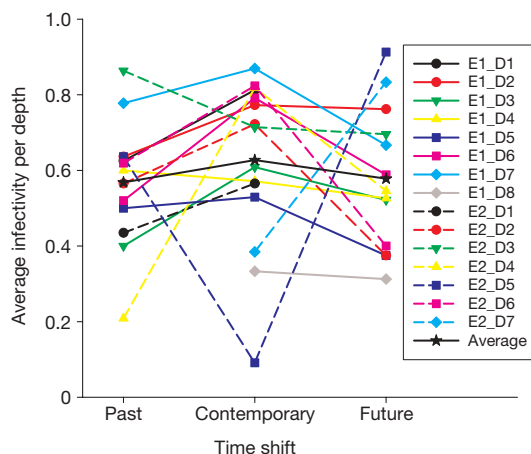 Average infectivity per depth
1.0
0.8
0.6
0.4
0.2
0
Past
Contemporary
Future
Time shift
E1_D1
E1_D2
E1_D3
E1_D4
E1_D5
E1_D6
E1_D7
E1_D8
E2_D1
E2_D2
E2_D3
E2_D4
E2_D5
E2_D6
E2_D7
Average